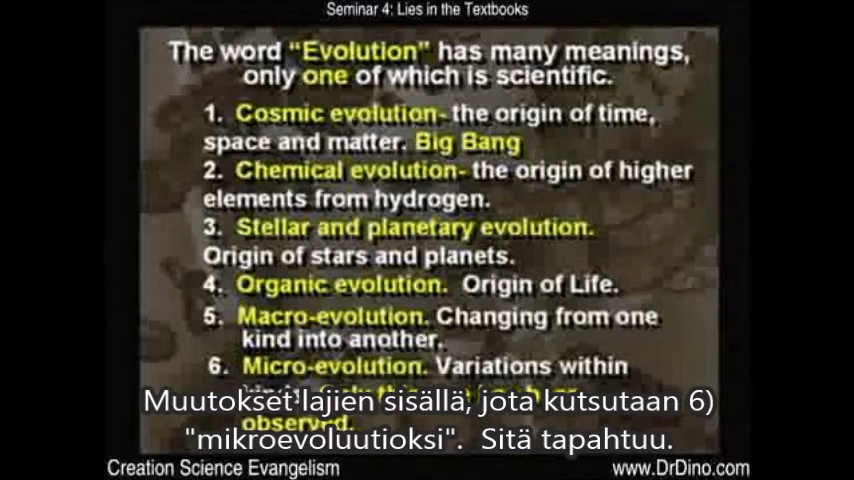 Seminar 4: Lies in the Textbooks
The word “Evolution” has many meanings,
only one of which is scientific.
1. Cosmic evolution- the origin of time,
space and matter. Big Bang
2. Chemical evolution- the origin of higher
elements from hydrogen.
3. Stellar and planetary evolution.
Origin of stars and planets.
4. Organic evolution. Origin of Life.
5. Macro-evolution. Changing from one
kind into another.
6. Micro-evolution. Variations within
Muutokset lajien sisällä, jota kutsutaan 6)
observed.
"mikroevoluutioksi". Sitä tapahtuu.
Creation Science Evangelism
www.DrDino.com